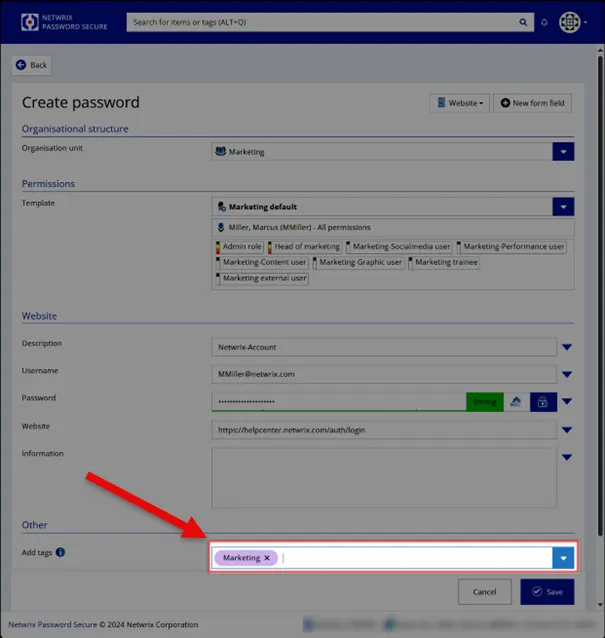 NETWRIX
PASSWORD SECURE
Search for items or tags (ALT+Q)
Back
Create password
Website
New form field
Organisational structure
Organisation unit
Marketing
Permissions
Template
Marketing default
Miller, Marcus (MMiller) - All permissions
Admin role
Head of marketing
Marketing-Socialmedia user
Marketing-Performance user
Marketing-Content user
Marketing-Graphic user
Marketing trainee
Marketing external user
Website
Description
Netwrix-Account
Username
MMiller@netwrix.com
Password
••••••••••••••••••••
Strong
Website
https://helpcenter.netwrix.com/auth/login
Information
Other
Add tags
Marketing ×
Cancel
Save
Netwrix Password Secure © 2024 Netwrix Corporation